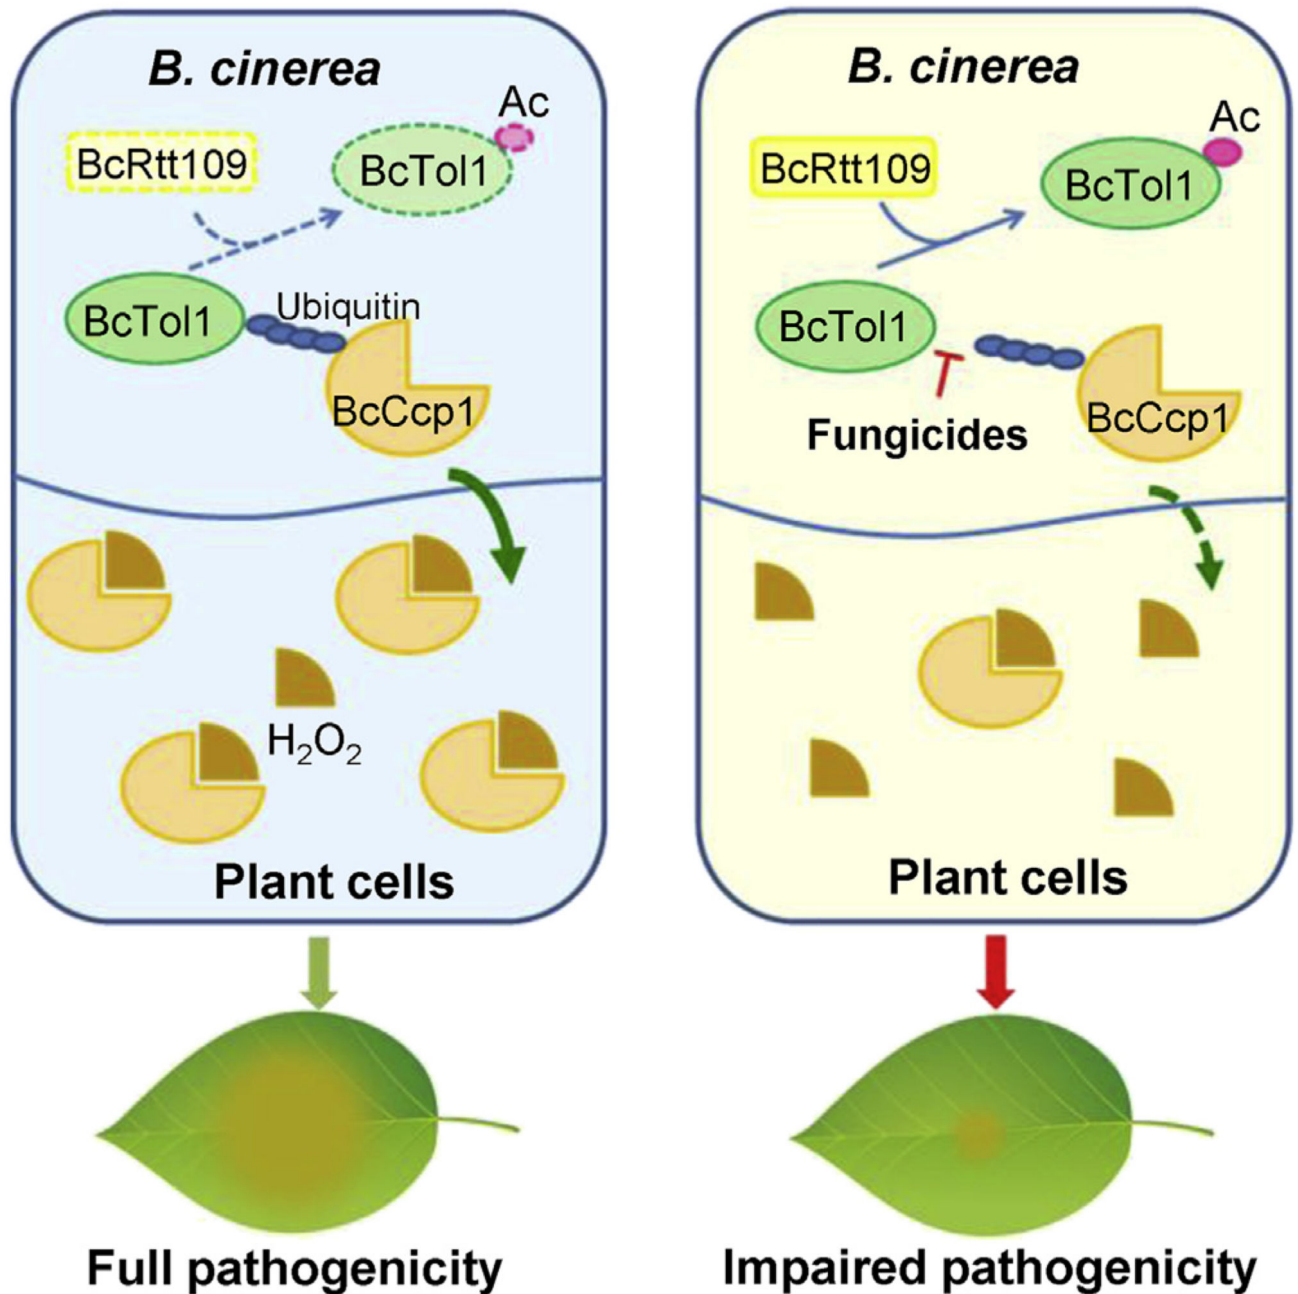 B. cinerea
Ac
BcRtt109
BcTol1
BcTol1
Ubiquitin
BcCcp1
H₂O₂
Plant cells
Full pathogenicity
B. cinerea
Ac
BcRtt109
BcTol1
BcTol1
BcCcp1
Fungicides
Plant cells
Impaired pathogenicity